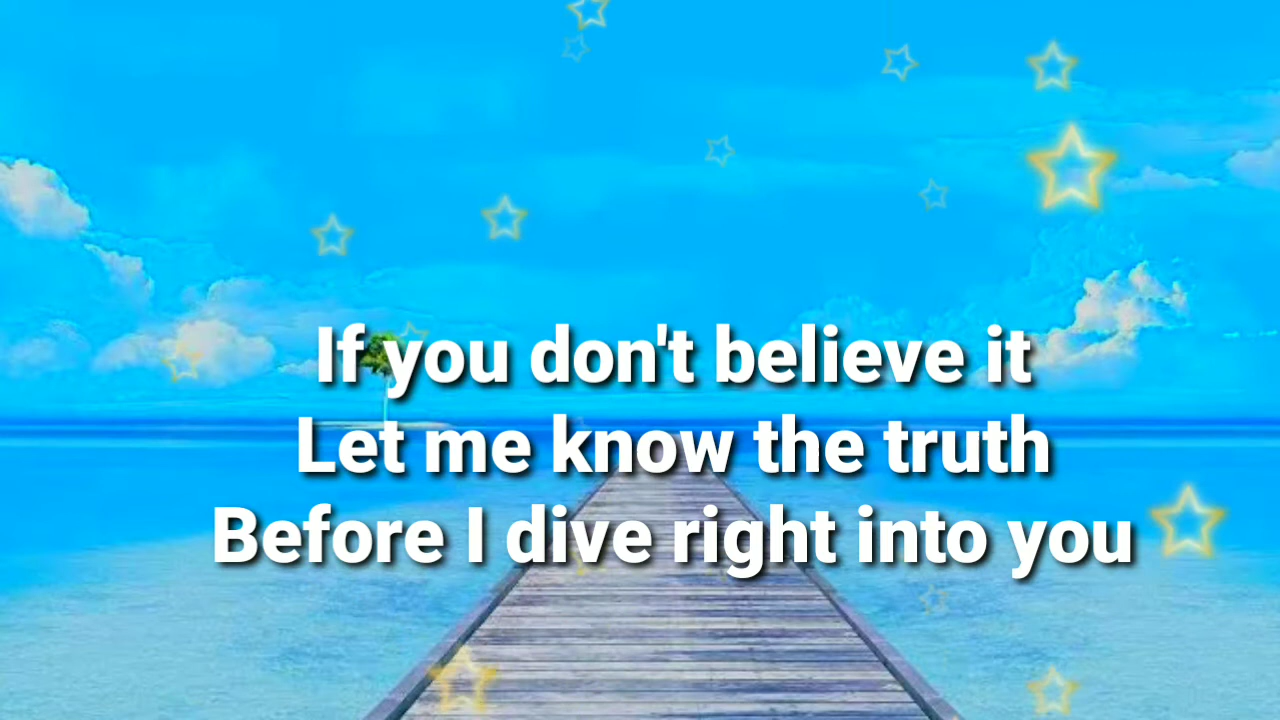 If you don't believe it
Let me know the truth
Before I dive right into you